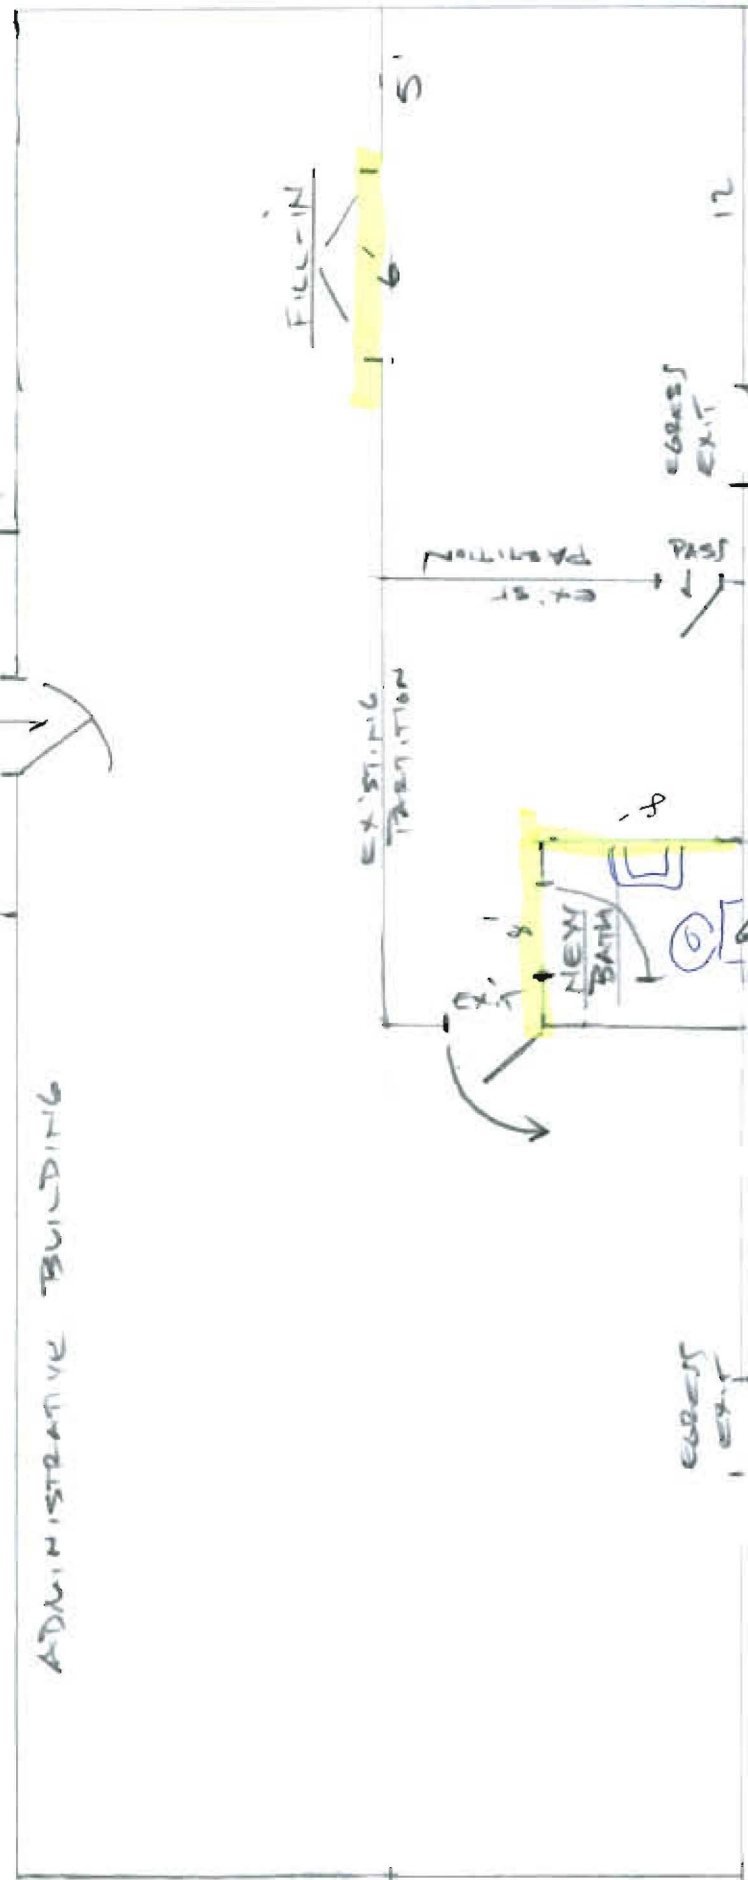 ADMINISTRATIVE BUILDING
FILL-IN
5'
6
EXISTING
PARTITION
EXIST
PARTITION
PASS
EGRESS
EXIT
12
EXIT
8'
8'
NEW
BATH
EGRESS
EXIT